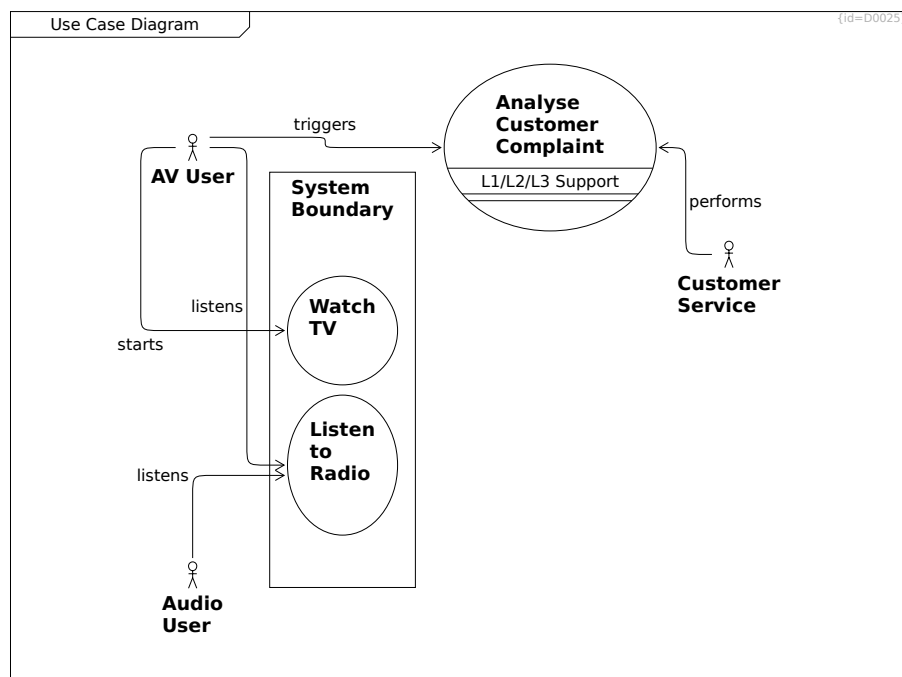 Use Case Diagram
{id=D0025
Analyse
Customer
Complaint
triggers
AV User
L1/L2/L3 Support
System
Boundary
performs
Customer
Service
listens
Watch
TV
starts
Listen
to
Radio
listens
Audio
User